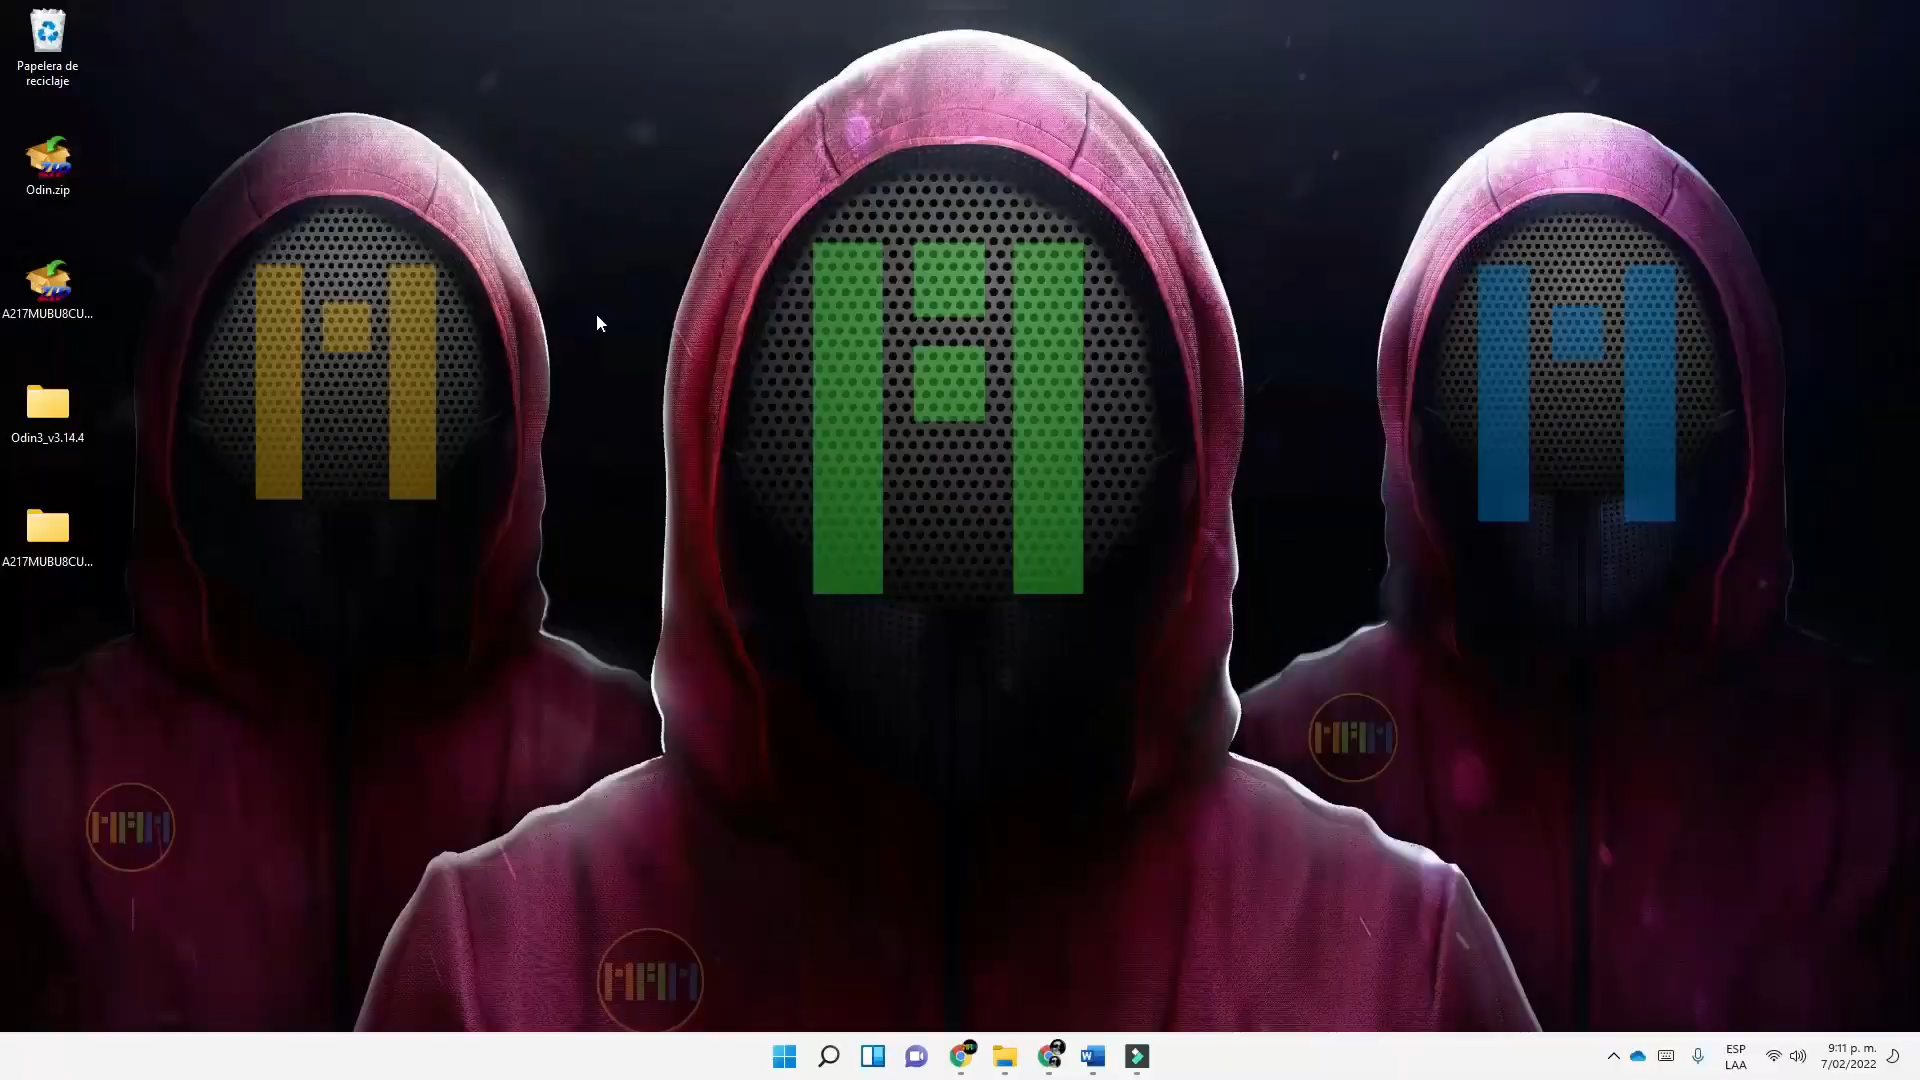 Papelera de
reciclaje
Odin.zip
A217MUBU8CU...
Odin3_v3.14.4
A217MUBU8CU...
ESP
LAA
9:11 p. m.
7/02/2022